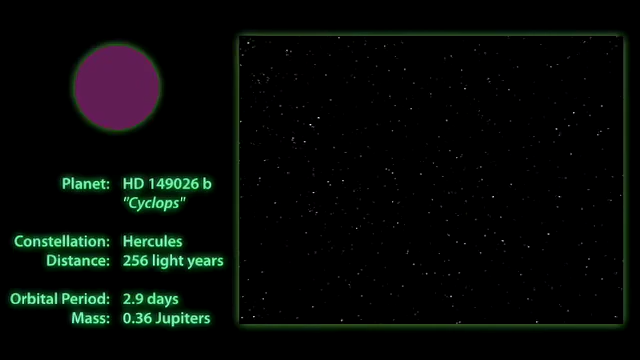 Planet: HD 149026 b
"Cyclops"
Constellation: Hercules
Distance: 256 light years
Orbital Period: 2.9 days
Mass: 0.36 Jupiters